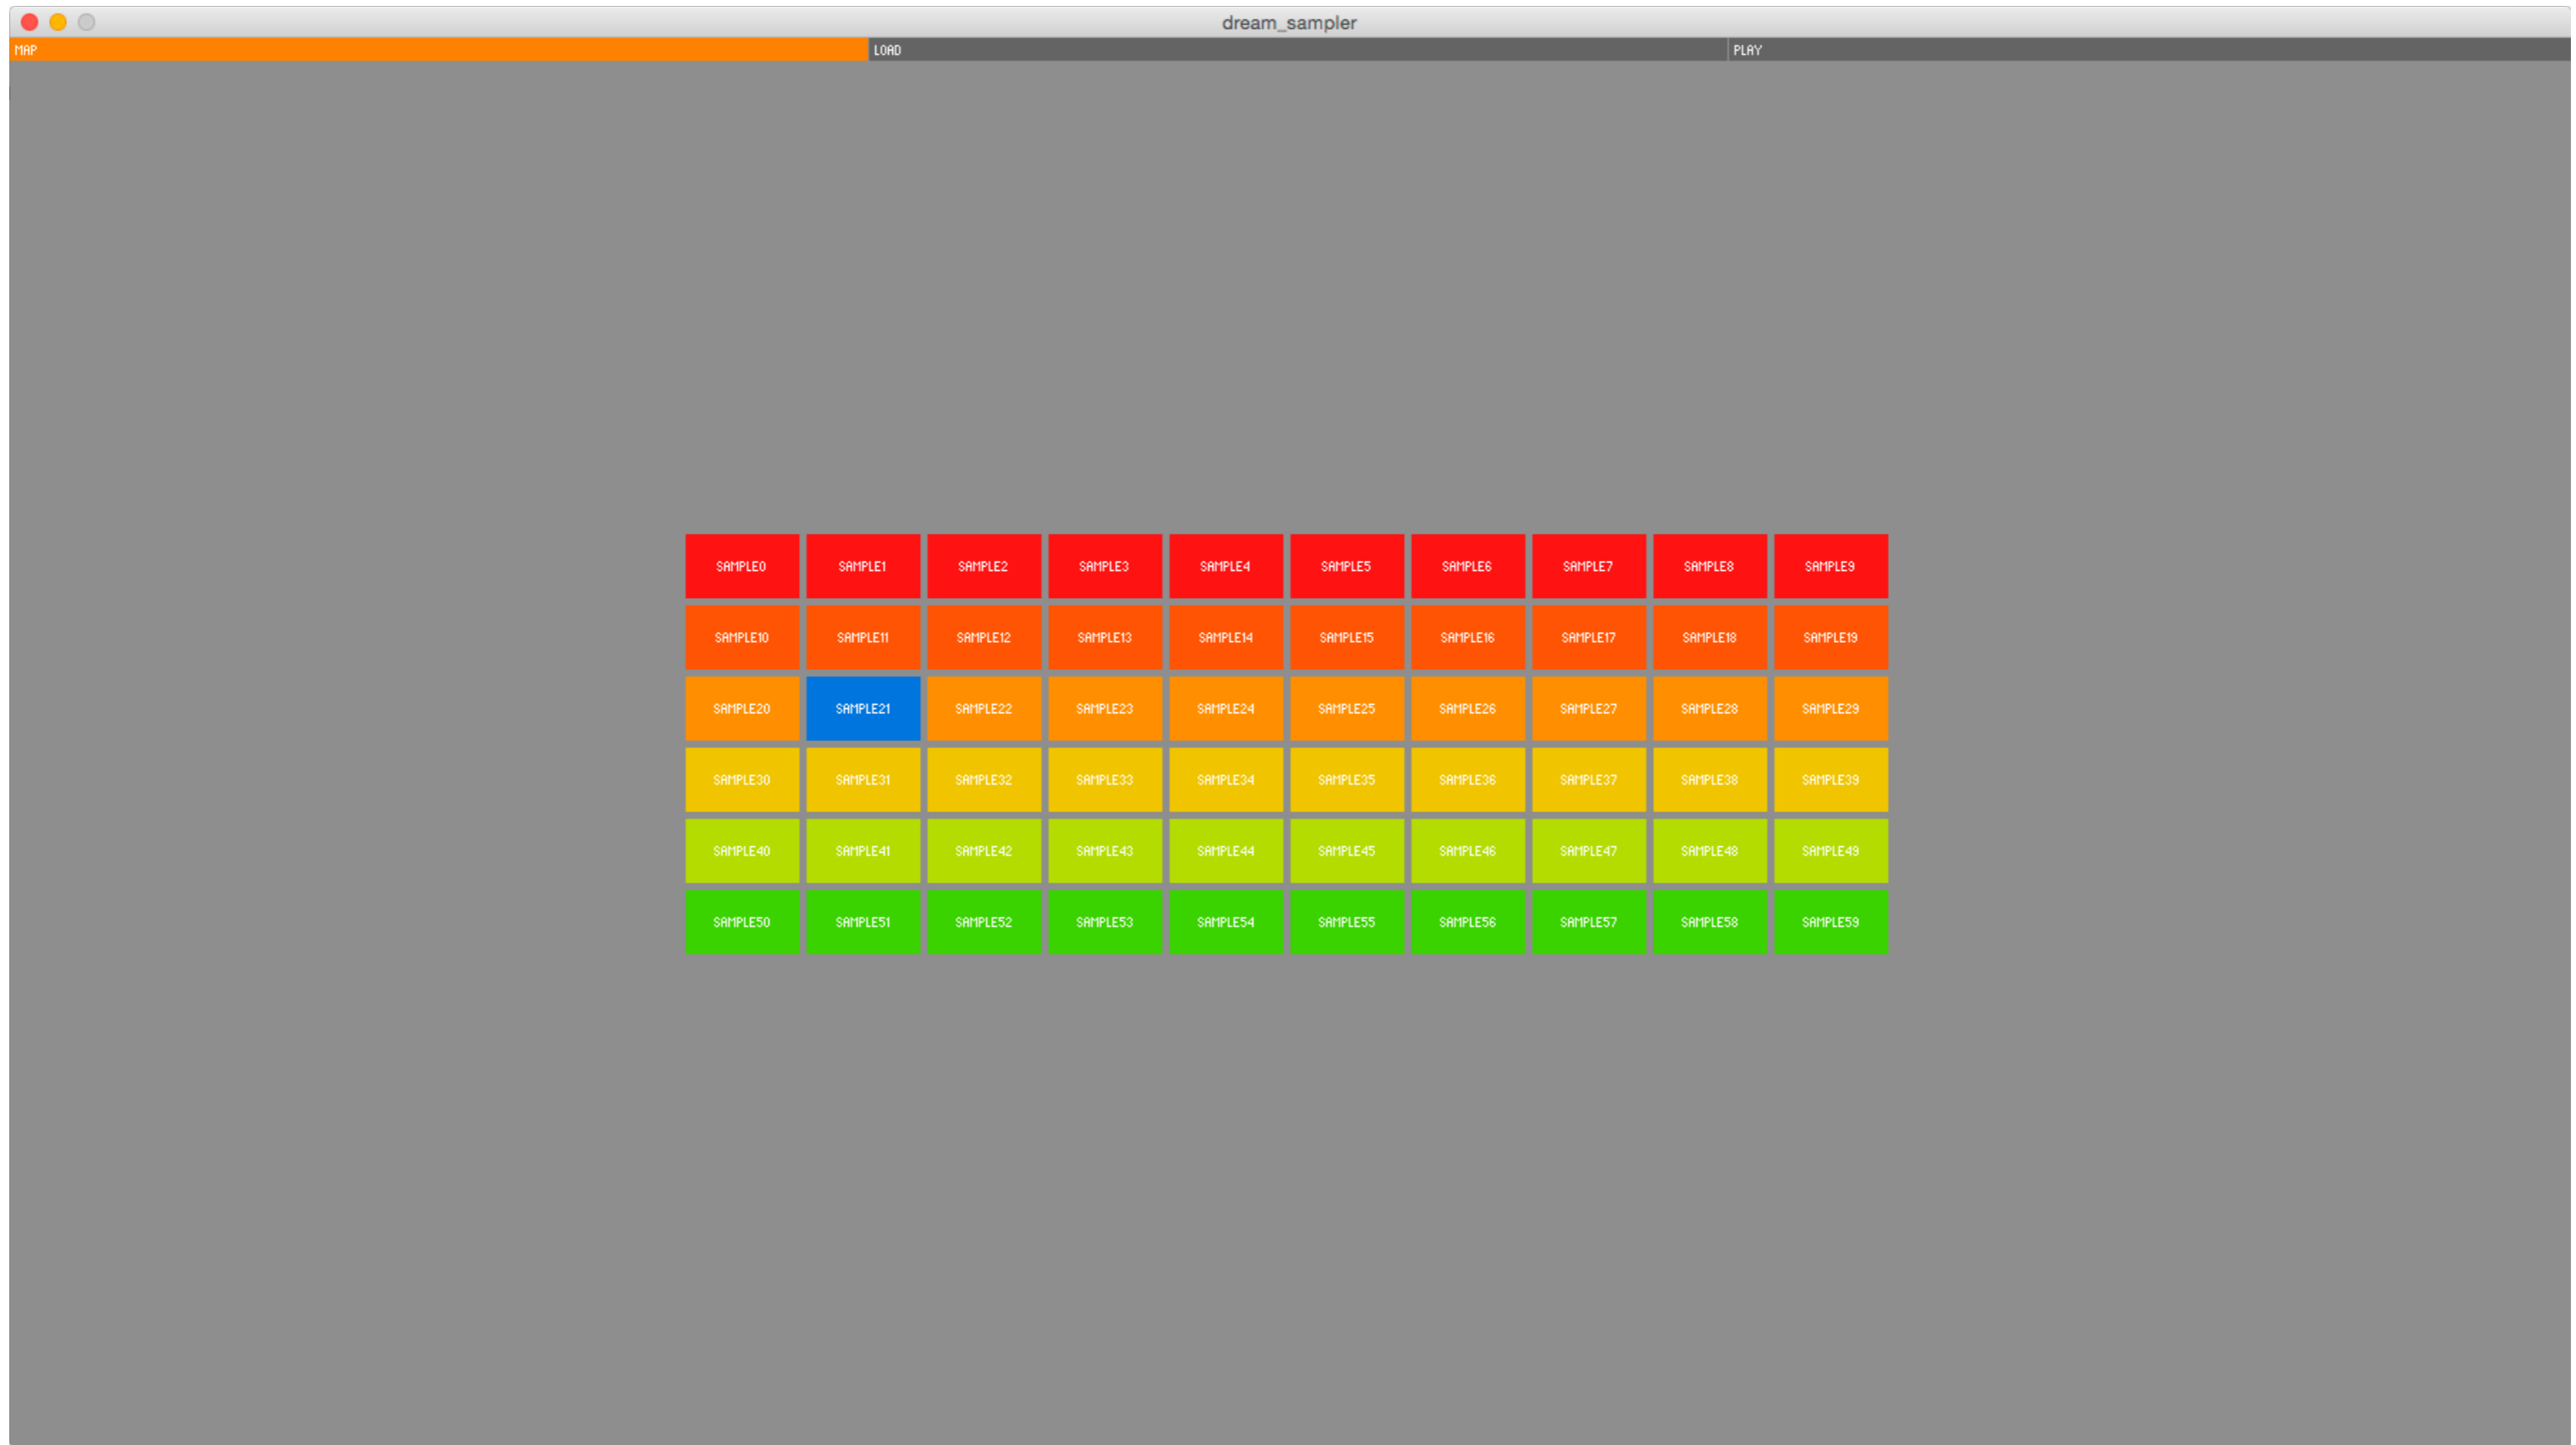 dream_sampler
MAP LOAD PLAY
SAMPLE0 SAMPLE1 SAMPLE2 SAMPLE3 SAMPLE4 SAMPLE5 SAMPLE6 SAMPLE7 SAMPLE8 SAMPLE9
SAMPLE10 SAMPLE11 SAMPLE12 SAMPLE13 SAMPLE14 SAMPLE15 SAMPLE16 SAMPLE17 SAMPLE18 SAMPLE19
SAMPLE20 SAMPLE21 SAMPLE22 SAMPLE23 SAMPLE24 SAMPLE25 SAMPLE26 SAMPLE27 SAMPLE28 SAMPLE29
SAMPLE30 SAMPLE31 SAMPLE32 SAMPLE33 SAMPLE34 SAMPLE35 SAMPLE36 SAMPLE37 SAMPLE38 SAMPLE39
SAMPLE40 SAMPLE41 SAMPLE42 SAMPLE43 SAMPLE44 SAMPLE45 SAMPLE46 SAMPLE47 SAMPLE48 SAMPLE49
SAMPLE50 SAMPLE51 SAMPLE52 SAMPLE53 SAMPLE54 SAMPLE55 SAMPLE56 SAMPLE57 SAMPLE58 SAMPLE59